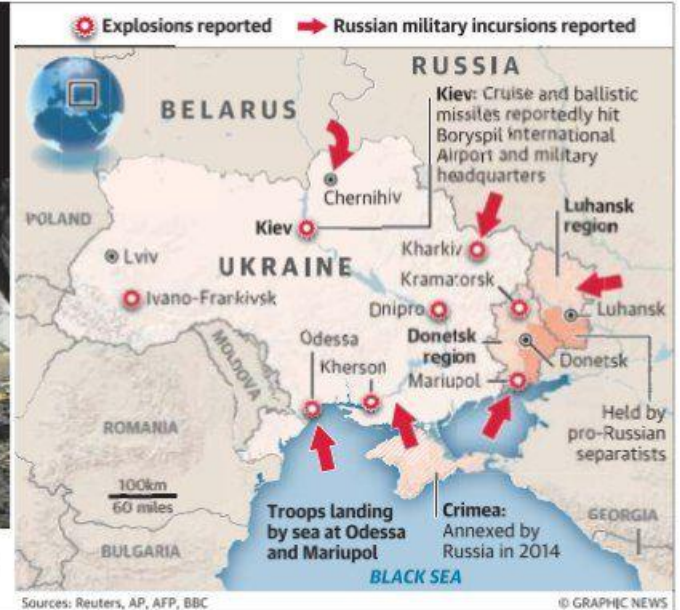 Explosions reported
Russian military incursions reported
RUSSIA
BELARUS
Kiev: Cruise and ballistic
missiles reportedly hit
Boryspil International
Airport and military
headquarters
Chernihiv
POLAND
Luhansk
region
Kiev
Kharkiv
Lviv
UKRAINE
Kramatorsk
Ivano-Frarkivsk
Dnipro
Luhansk
Odessa
Donetsk
region
MOLDOVA
Kherson
Donetsk
Mariupol
Held by
pro-Russian
separatists
ROMANIA
100km
60 miles
Troops landing
by sea at Odessa
and Mariupol
Crimea:
Annexed by
Russia in 2014
GEORGIA
BULGARIA
BLACK SEA
Sources: Reuters, AP, AFP, BBC
© GRAPHIC NEWS